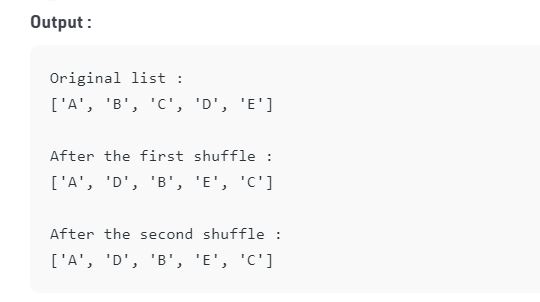 Output :
Original list :
['A', 'B', 'C', 'D', 'E']
After the first shuffle :
['A', 'D', 'B', 'E', 'C']
After the second shuffle :
['A', 'D', 'B', 'E', 'C']